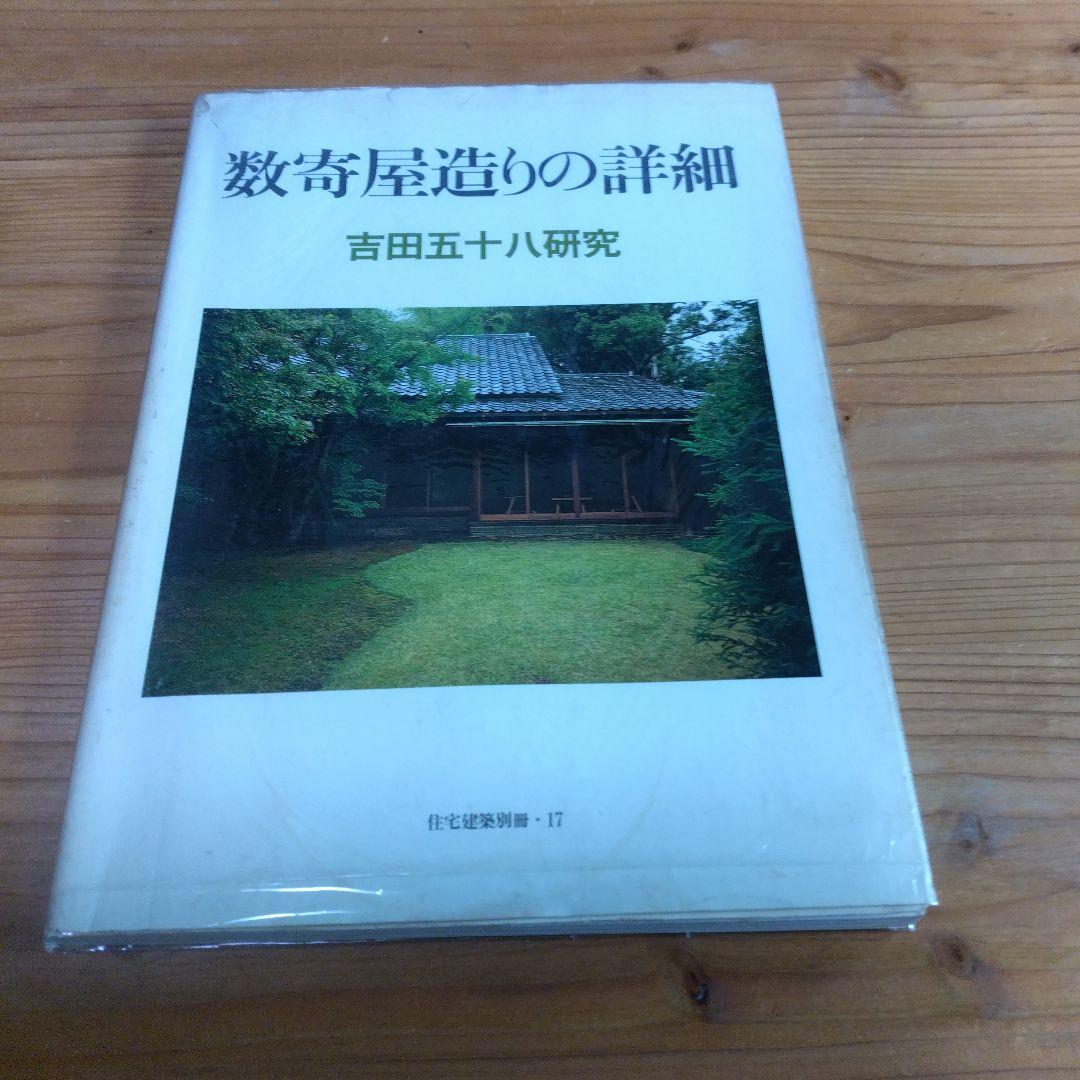 数寄屋造りの詳細
吉田五十八研究
住宅建築別冊・17